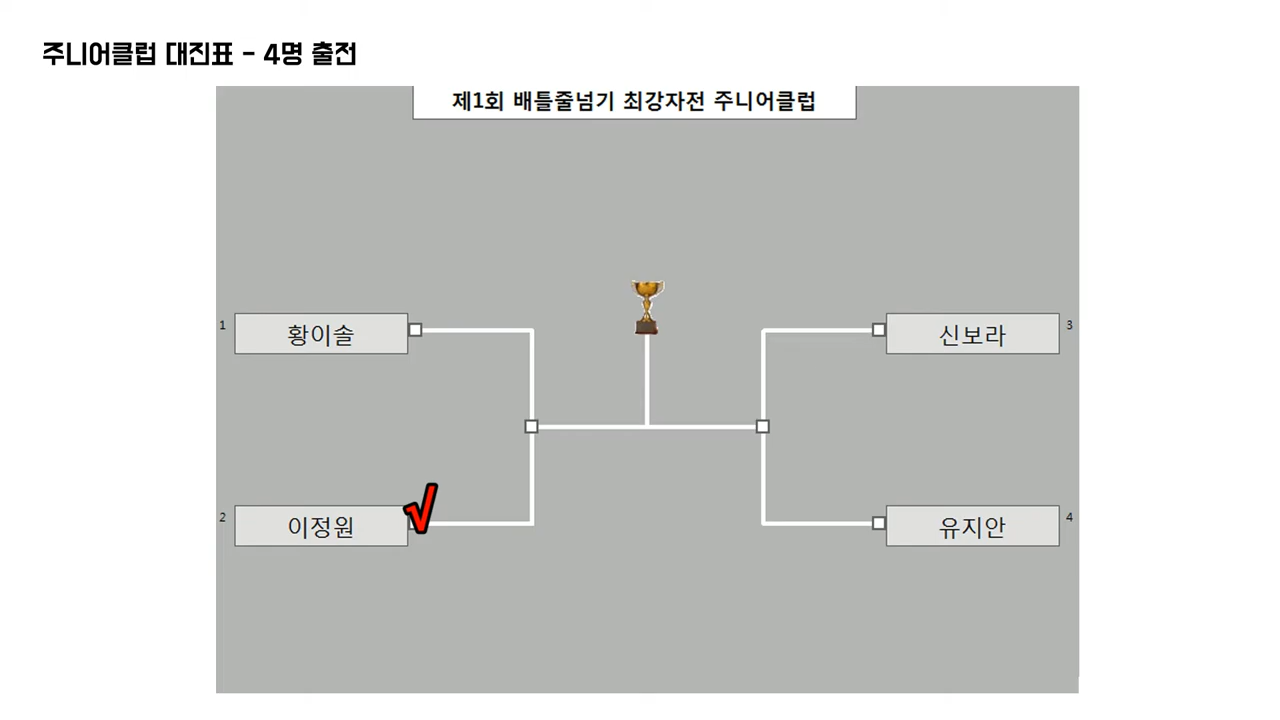 주니어클럽 대진표 - 4명 출전
제1회 배틀줄넘기 최강자전 주니어클럽
1 황이솔
신보라 3
2 이정원
유지안 4